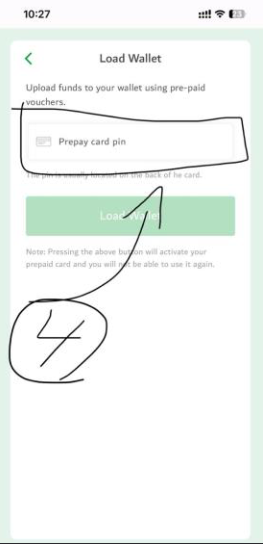 10:27
Load Wallet
Upload funds to your wallet using pre-paid
vouchers.
Prepay card pin
The pin is usually located on the back of he card.
Load Wallet
Note: Pressing the above button will activate your
prepaid card and you will not be able to use it again.
4